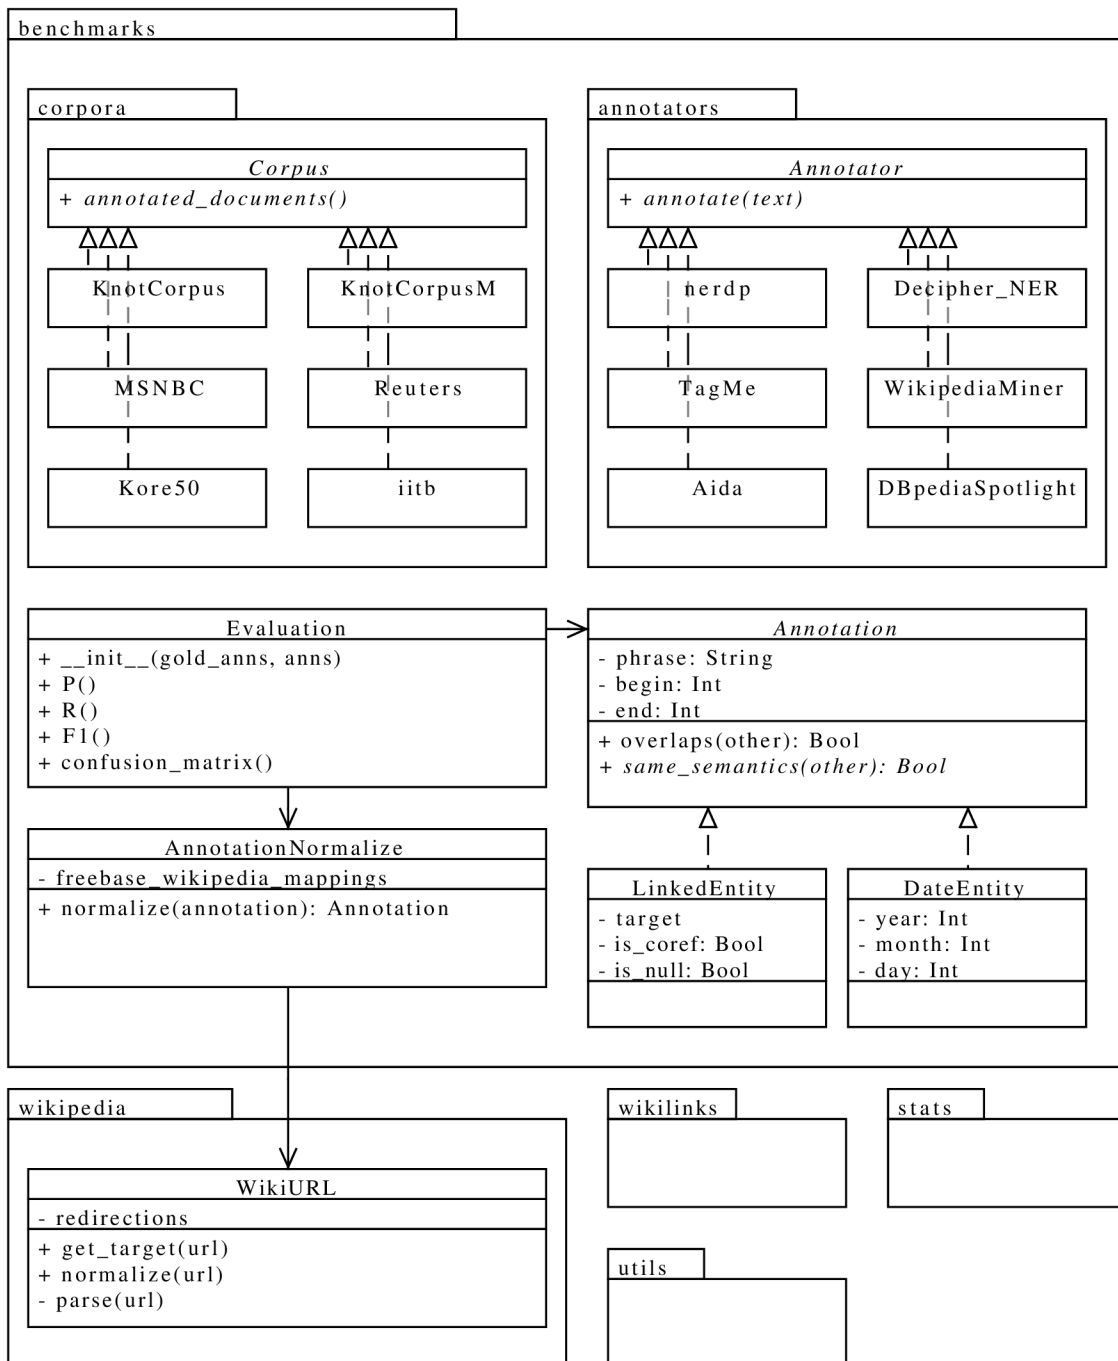 benchmarks
corpora
Corpus
+ annotated_documents()
KnotCorpus
KnotCorpusM
MSNBC
Reuters
Kore50
iitb
annotators
Annotator
+ annotate(text)
nerdp
Decipher_NER
TagMe
WikipediaMiner
Aida
DBpediaSpotlight
Evaluation
+ __init__(gold_anns, anns)
+ P()
+ R()
+ F1()
+ confusion_matrix()
Annotation
- phrase: String
- begin: Int
- end: Int
+ overlaps(other): Bool
+ same_semantics(other): Bool
AnnotationNormalize
- freebase_wikipedia_mappings
+ normalize(annotation): Annotation
LinkedEntity
- target
- is_coref: Bool
- is_null: Bool
DateEntity
- year: Int
- month: Int
- day: Int
wikipedia
WikiURL
- redirections
+ get_target(url)
+ normalize(url)
- parse(url)
wikilinks
stats
utils